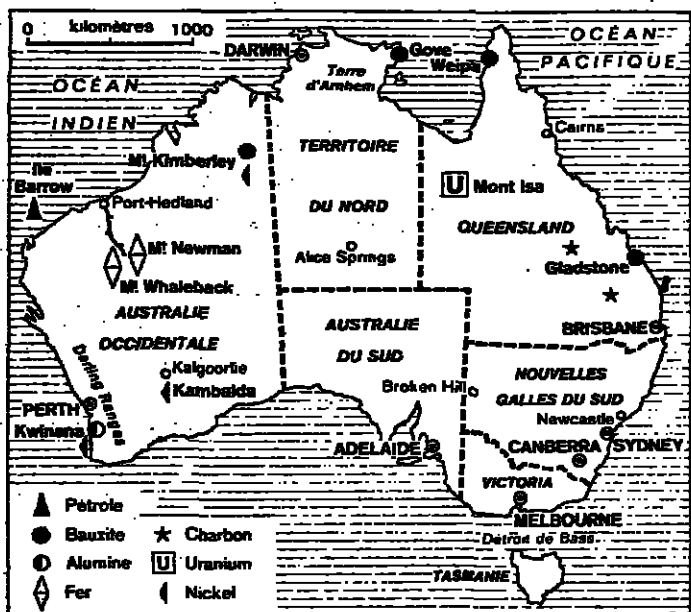 0 kilomètres 1000
OCÉAN
PACIFIQUE
DARWIN
Gove
Weipa
Terre
d'Arnhem
OCÉAN
INDIEN
Cairns
TERRITOIRE
DU NORD
Mt. Kimberley
Ile
Barrow
Port-Hedland
U Mont Isa
QUEENSLAND
Mt. Newman
Alice Springs
Gladstone
Mt. Whaleback
AUSTRALIE
OCCIDENTALE
AUSTRALIE
DU SUD
BRISBANE
Kalgoorlie
Kambalda
Darling Ranges
Broken Hill
NOUVELLES
GALLES DU SUD
Newcastle
PERTH
Kwinana
ADELAIDE
CANBERRA
SYDNEY
VICTORIA
MELBOURNE
Détroit de Bass
TASMANIE
Pétrole
Bauxite
Charbon
Alumine
U Uranium
Fer
Nickel